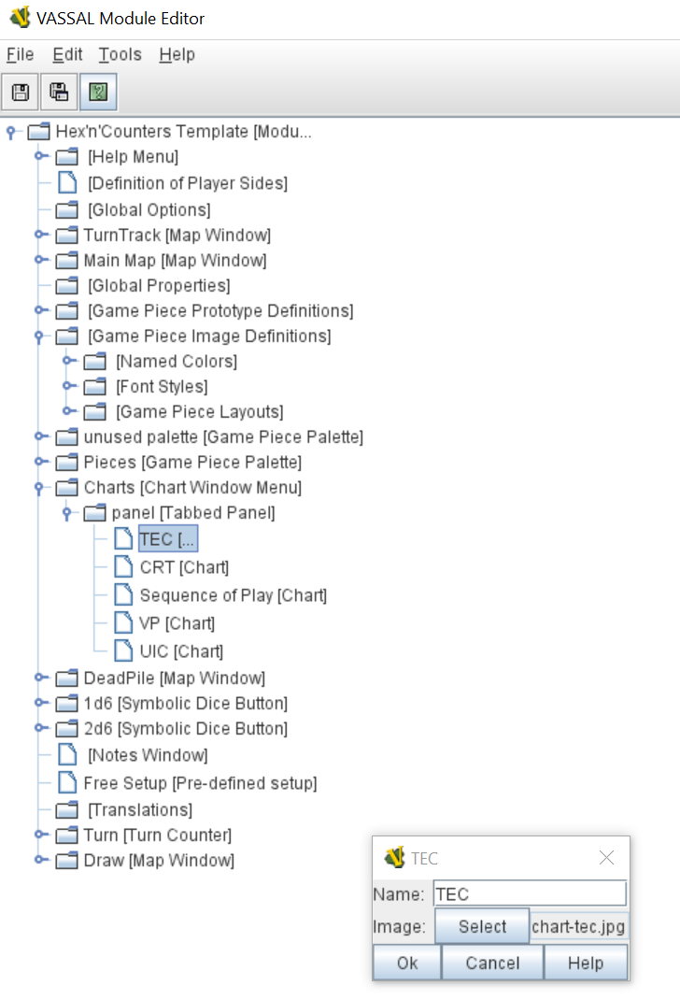 VASSAL Module Editor
File Edit Tools Help
Hex'n'Counters Template [Modu...
[Help Menu]
[Definition of Player Sides]
[Global Options]
TurnTrack [Map Window]
Main Map [Map Window]
[Global Properties]
[Game Piece Prototype Definitions]
[Game Piece Image Definitions]
[Named Colors]
[Font Styles]
[Game Piece Layouts]
unused palette [Game Piece Palette]
Pieces [Game Piece Palette]
Charts [Chart Window Menu]
panel [Tabbed Panel]
TEC [...
CRT [Chart]
Sequence of Play [Chart]
VP [Chart]
UIC [Chart]
DeadPile [Map Window]
1d6 [Symbolic Dice Button]
2d6 [Symbolic Dice Button]
[Notes Window]
Free Setup [Pre-defined setup]
[Translations]
Turn [Turn Counter]
Draw [Map Window]
TEC
Name: TEC
Image: Select chart-tec.jpg
Ok Cancel Help